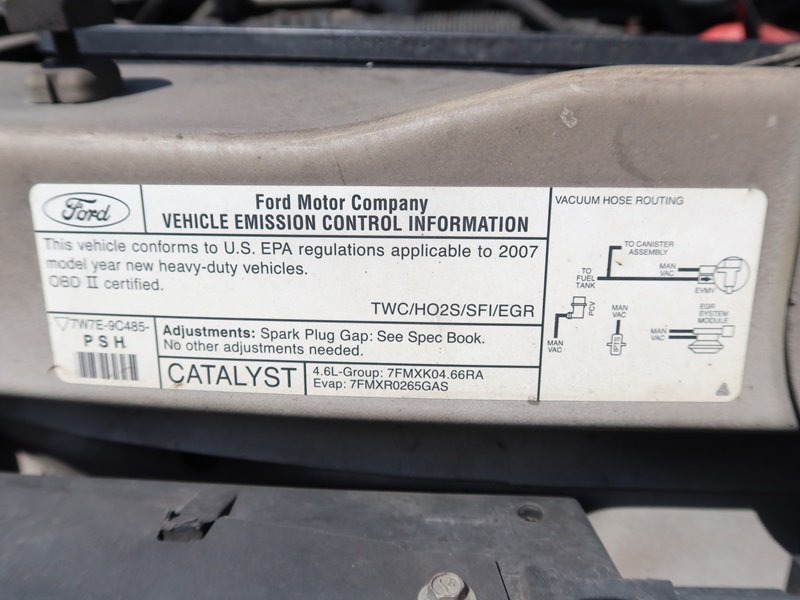 Ford
Ford Motor Company
VEHICLE EMISSION CONTROL INFORMATION
This vehicle conforms to U.S. EPA regulations applicable to 2007
model year new heavy-duty vehicles.
OBD II certified.
TWC/HO2S/SFI/EGR
7W7E-9C485-
PSH
Adjustments: Spark Plug Gap: See Spec Book.
No other adjustments needed.
CATALYST
4.6L-Group: 7FMXK04.66RA
Evap: 7FMXR0265GAS
VACUUM HOSE ROUTING
TO CANISTER
ASSEMBLY
TO
FUEL
TANK
MAN
VAC
EVMV
PCV
MAN
VAC
MAN
VAC
FPTS
MAN
VAC
EGR
SYSTEM
MODULE